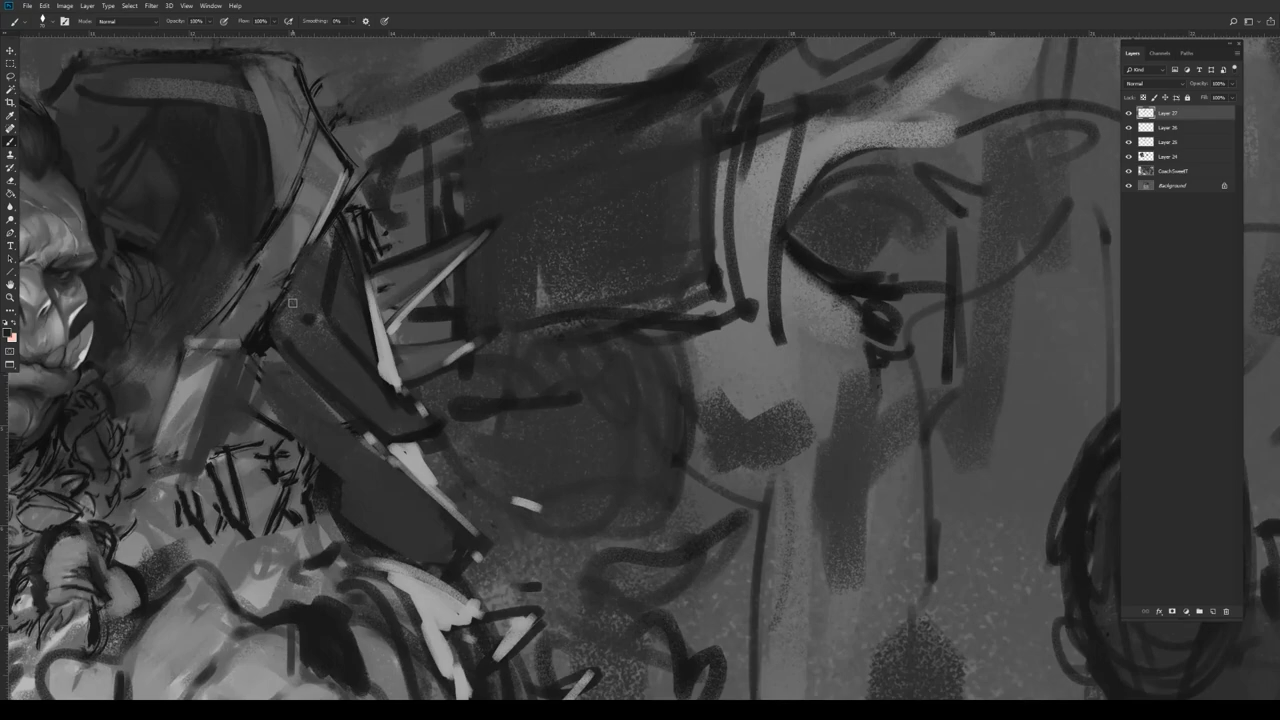 File Edit Image Layer Type Select Filter 3D View Window Help
Mode: Normal Opacity: 100% Flow: 100% Smoothing: 0%
Layers Channels Paths
Kind
Normal Opacity: 100%
Lock: Fill: 100%
Layer 27
Layer 26
Layer 25
Layer 24
CoachSweet7
Background